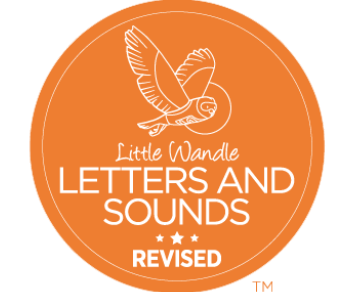 Little Wandle
LETTERS AND
SOUNDS
REVISED
TM